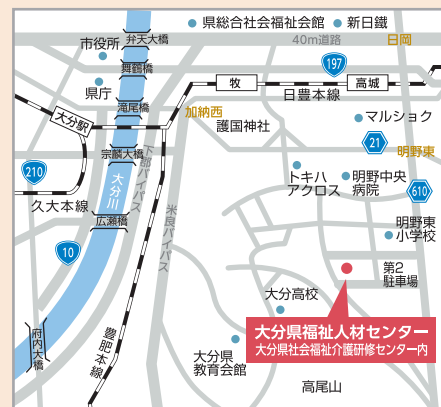 県総合社会福祉会館
新日鐵
市役所
弁天大橋
40m道路
日岡
舞鶴橋
197
県庁
牧
高城
日豊本線
滝尾橋
加納西
マルショク
大分駅
護国神社
21
宗麟大橋
下郡バイパス
明野東
210
大分川
トキハ
アクロス
明野中央
病院
610
久大本線
広瀬橋
米良バイパス
明野東
小学校
10
第2
駐車場
大分高校
大分県福祉人材センター
大分県社会福祉介護研修センター内
府内大橋
豊肥本線
大分県
教育会館
高尾山